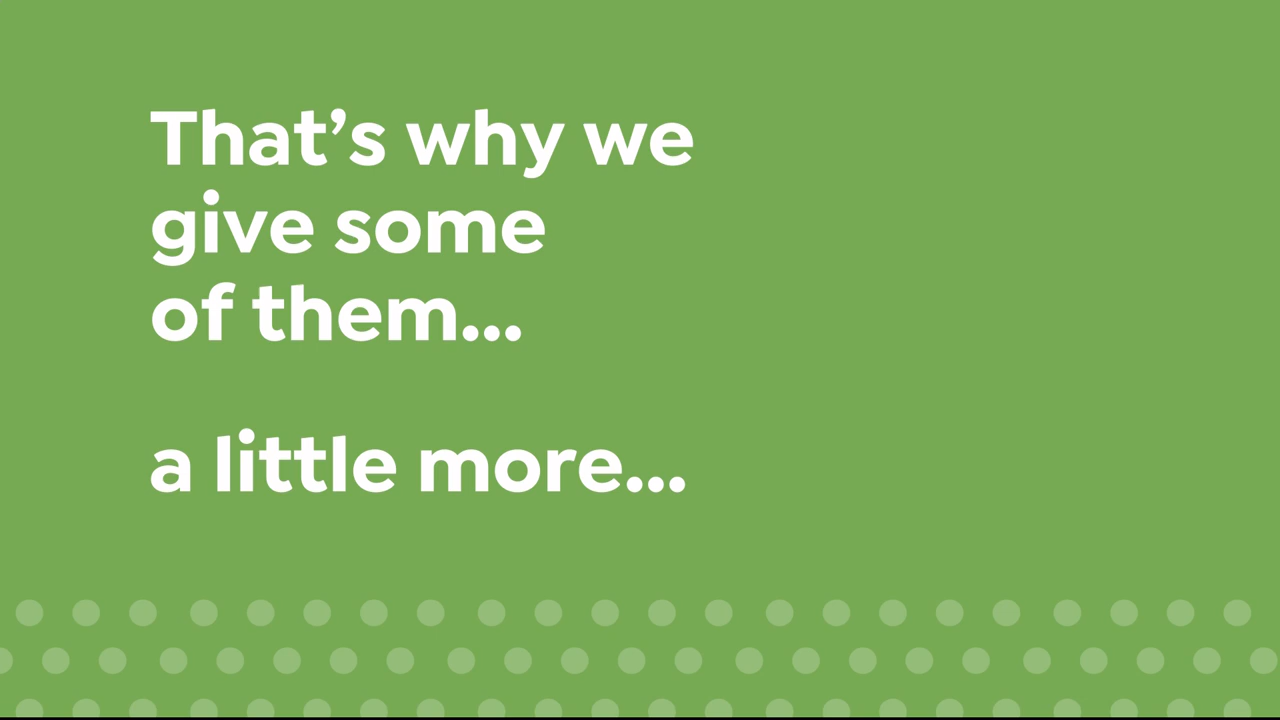 That’s why we
give some
of them...
a little more...